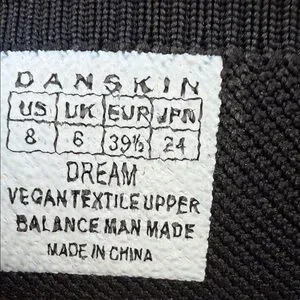 DANSKIN
US UK EUR JPN
8 6 39½ 24
DREAM
VEGAN TEXTILE UPPER
BALANCE MAN MADE
MADE IN CHINA